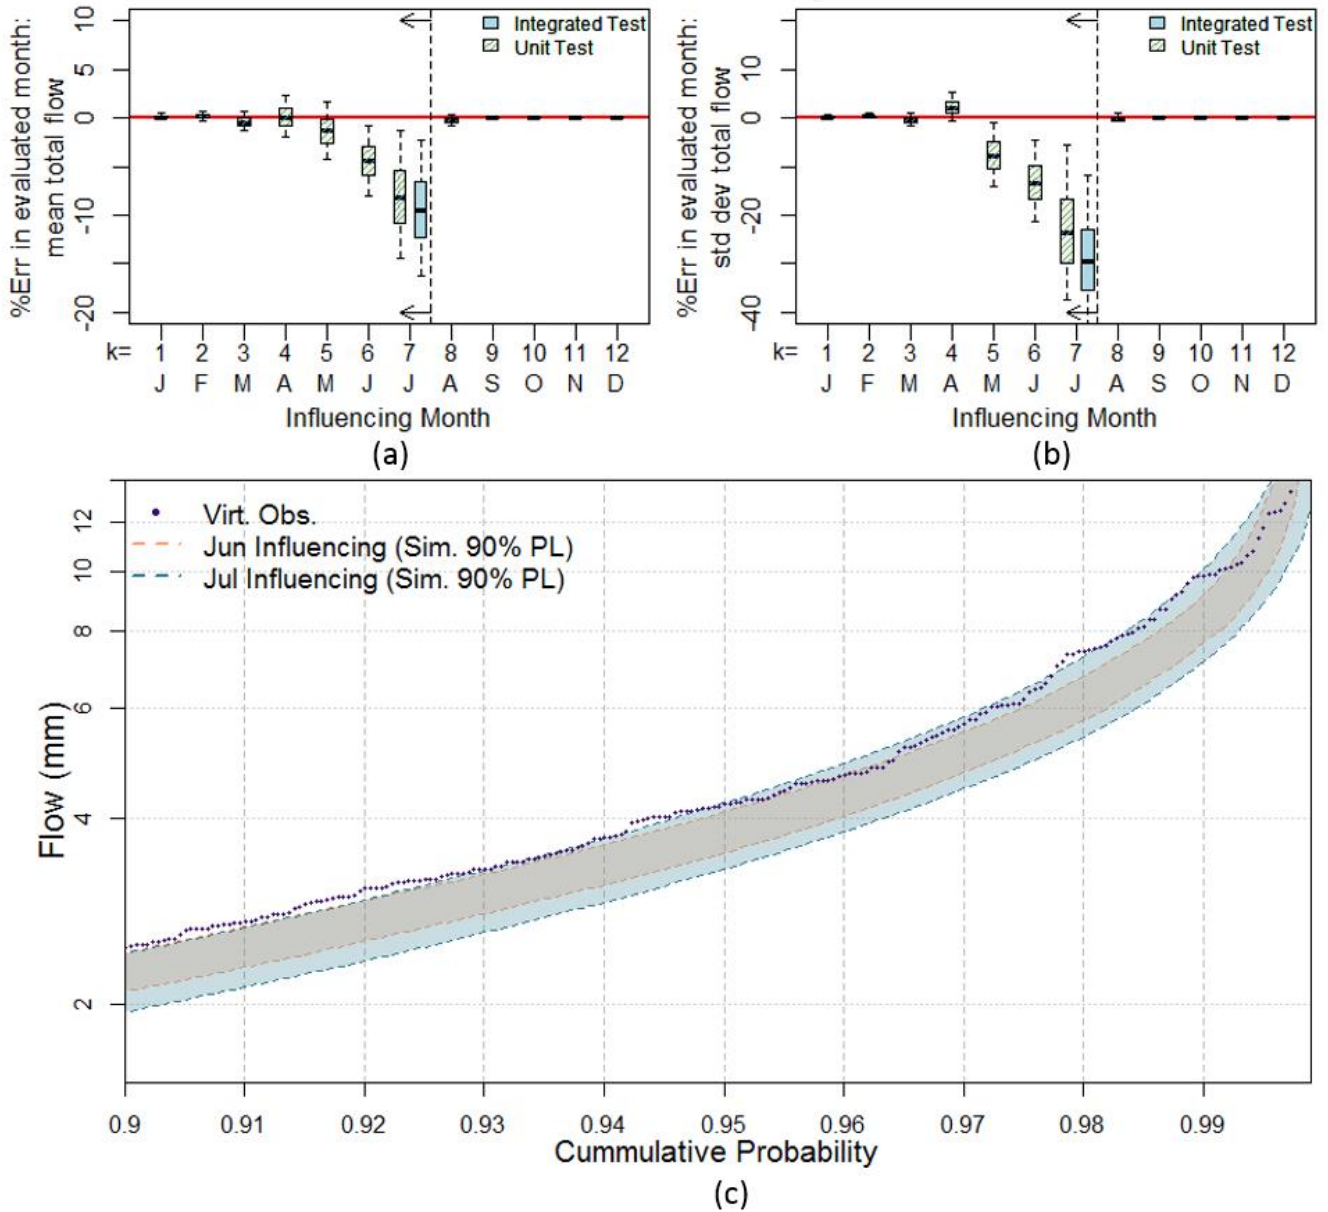 %Err in evaluated month:
mean total flow
10
5
0
-10
-20
Integrated Test
Unit Test
k= 1 2 3 4 5 6 7 8 9 10 11 12
J F M A M J J A S O N D
Influencing Month
(a)
%Err in evaluated month:
std dev total flow
10
0
-20
-40
Integrated Test
Unit Test
k= 1 2 3 4 5 6 7 8 9 10 11 12
J F M A M J J A S O N D
Influencing Month
(b)
Flow (mm)
12
10
8
6
4
2
Virt. Obs.
Jun Influencing (Sim. 90% PL)
Jul Influencing (Sim. 90% PL)
0.9 0.91 0.92 0.93 0.94 0.95 0.96 0.97 0.98 0.99
Cummulative Probability
(c)